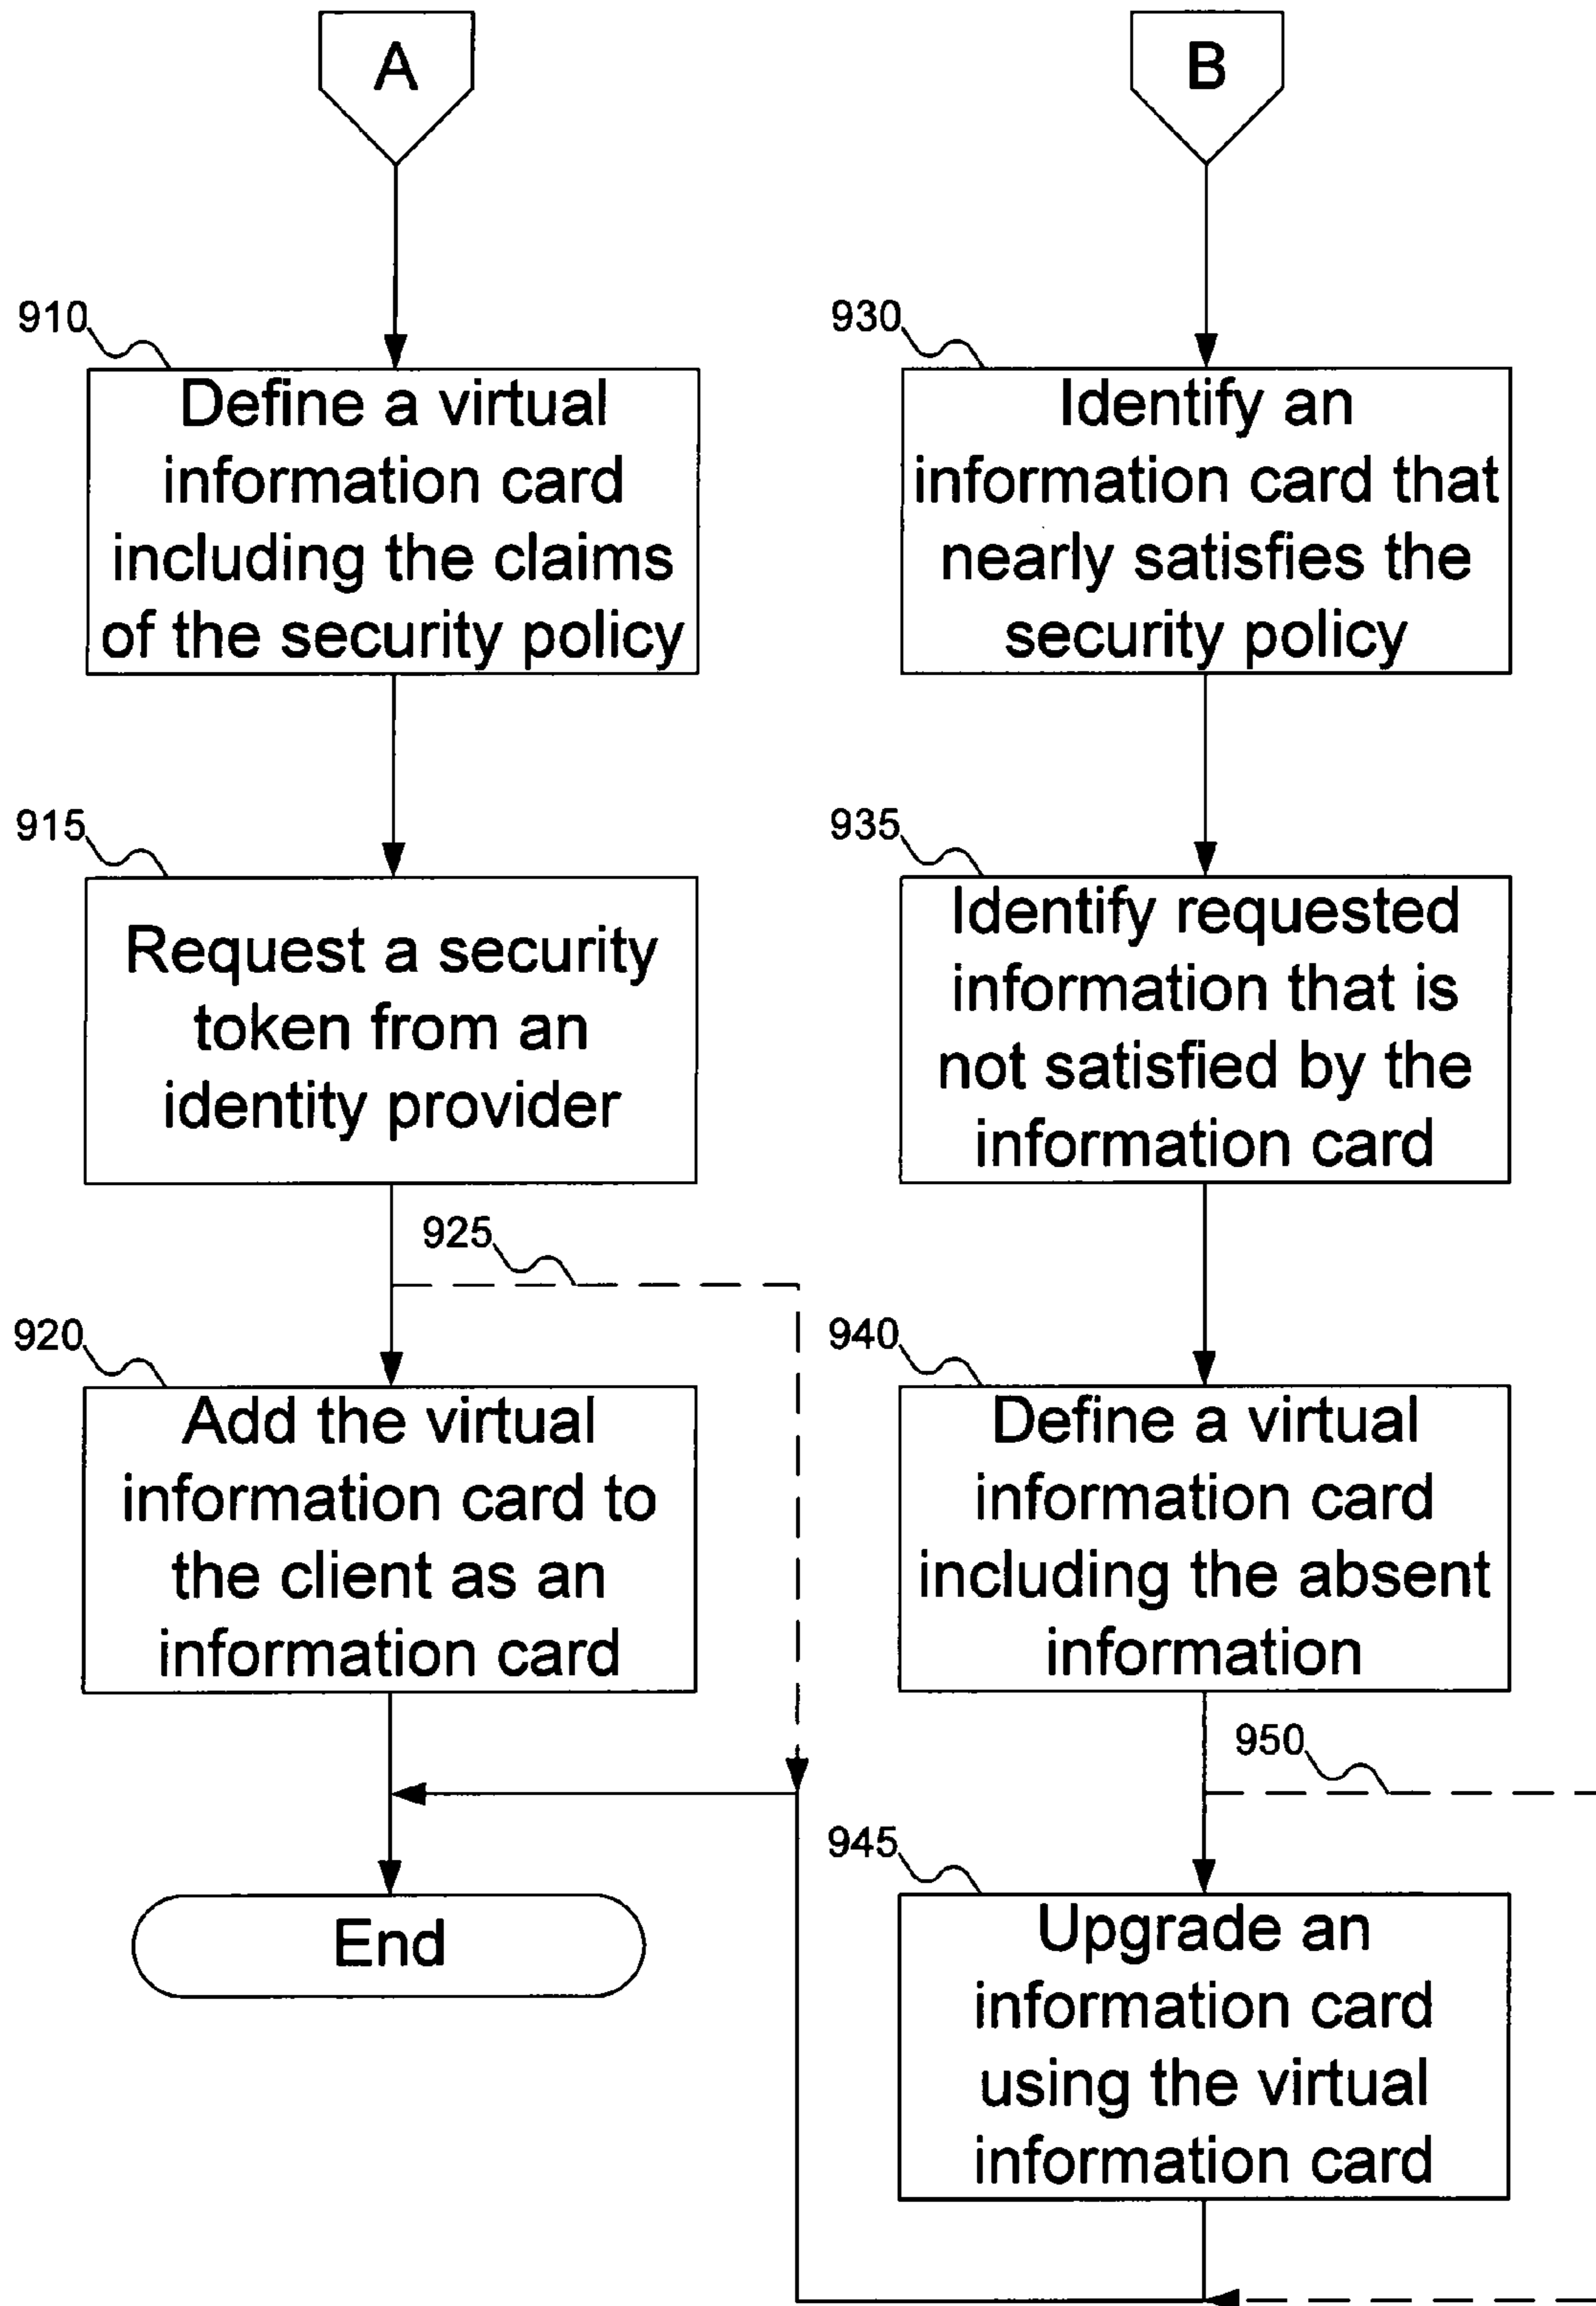 A
910
Define a virtual
information card
including the claims
of the security policy
915
Request a security
token from an
identity provider
925
920
Add the virtual
information card to
the client as an
information card
End
B
930
Identify an
information card that
nearly satisfies the
security policy
935
Identify requested
information that is
not satisfied by the
information card
940
Define a virtual
information card
including the absent
information
950
945
Upgrade an
information card
using the virtual
information card